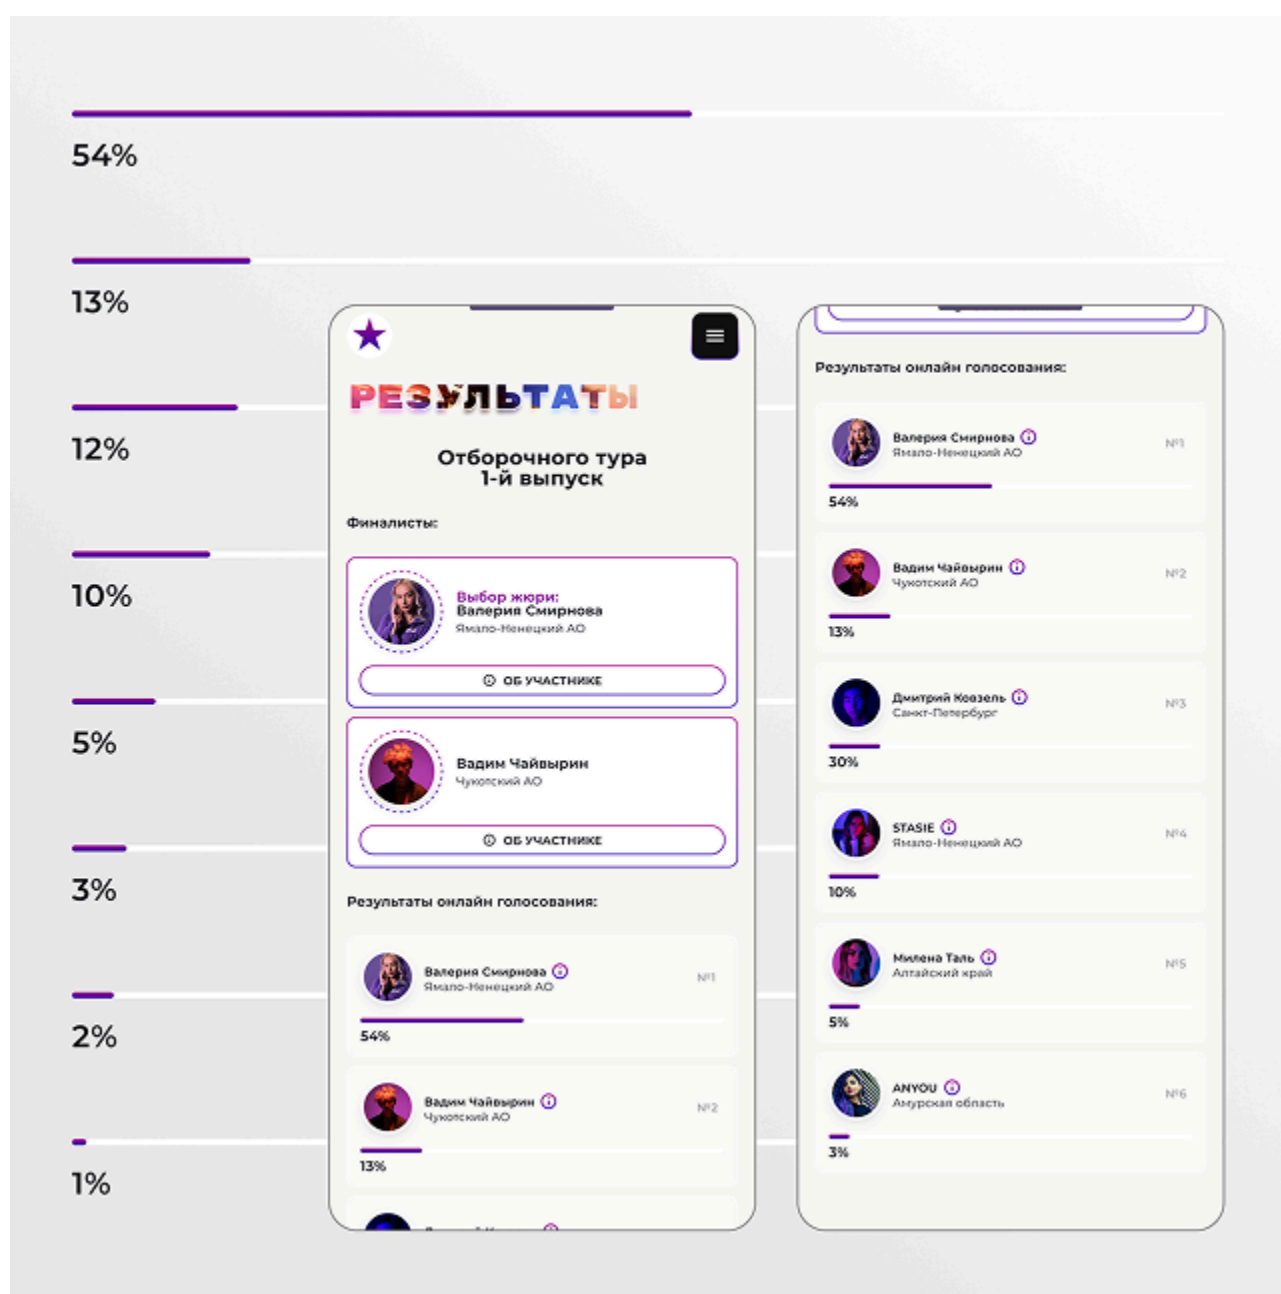 54%
13%
12%
10%
5%
3%
2%
1%
РЕЗУЛЬТАТЫ
Отборочного тура
1-й выпуск
Финалисты:
Выбор жюри:
Валерия Смирнова
Ямало-Ненецкий АО
ОБ УЧАСТНИКЕ
Вадим Чайвырин
Чукотский АО
ОБ УЧАСТНИКЕ
Результаты онлайн голосования:
Валерия Смирнова
Ямало-Ненецкий АО
№1
54%
Вадим Чайвырин
Чукотский АО
№2
13%
Результаты онлайн голосования:
Валерия Смирнова
Ямало-Ненецкий АО
№1
54%
Вадим Чайвырин
Чукотский АО
№2
13%
Дмитрий Ковзель
Санкт-Петербург
№3
30%
STASIE
Ямало-Ненецкий АО
№4
10%
Милена Таль
Алтайский край
№5
5%
ANYOU
Амурская область
№6
3%